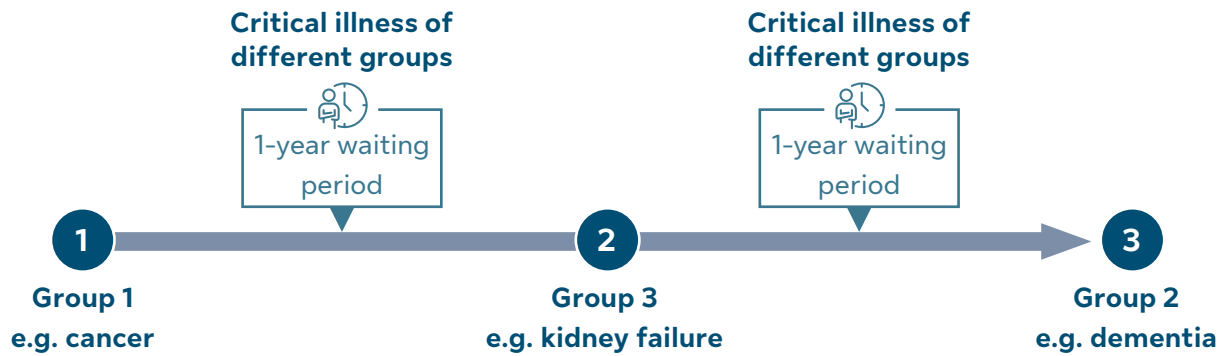 Critical illness of
different groups
1-year waiting
period
Critical illness of
different groups
1-year waiting
period
1
2
3
Group 1
e.g. cancer
Group 3
e.g. kidney failure
Group 2
e.g. dementia